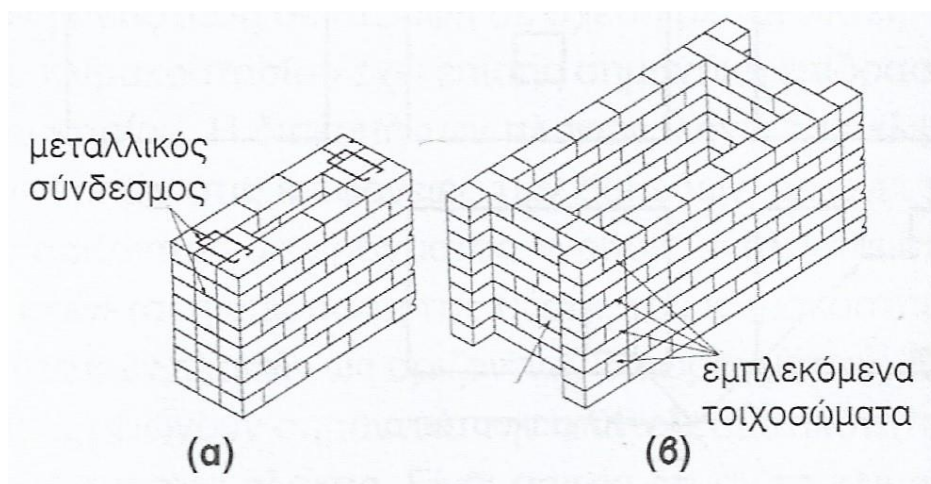 μεταλλικός
σύνδεσμος
εμπλεκόμενα
τοιχοσώματα
(α)
(β)